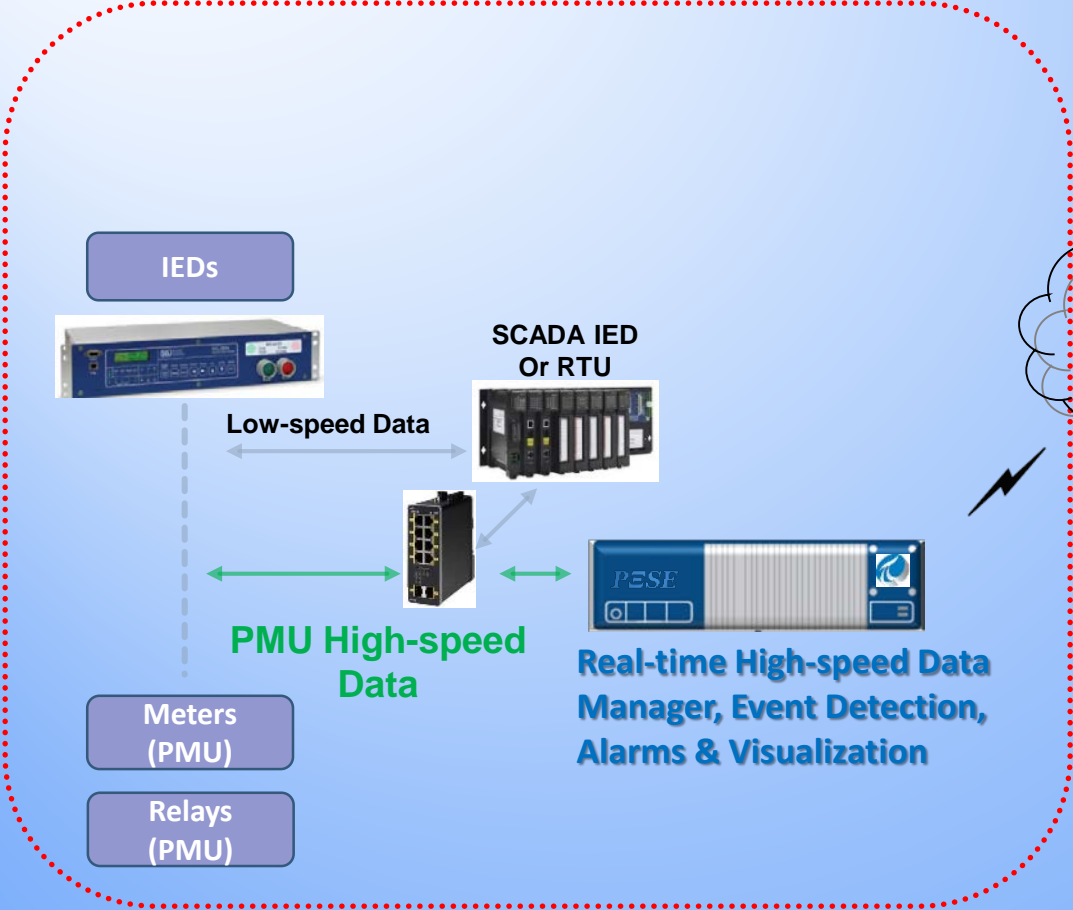 IEDs
SCADA IED
Or RTU
Low-speed Data
PΞSE
PMU High-speed
Data
Real-time High-speed Data
Manager, Event Detection,
Alarms & Visualization
Meters
(PMU)
Relays
(PMU)